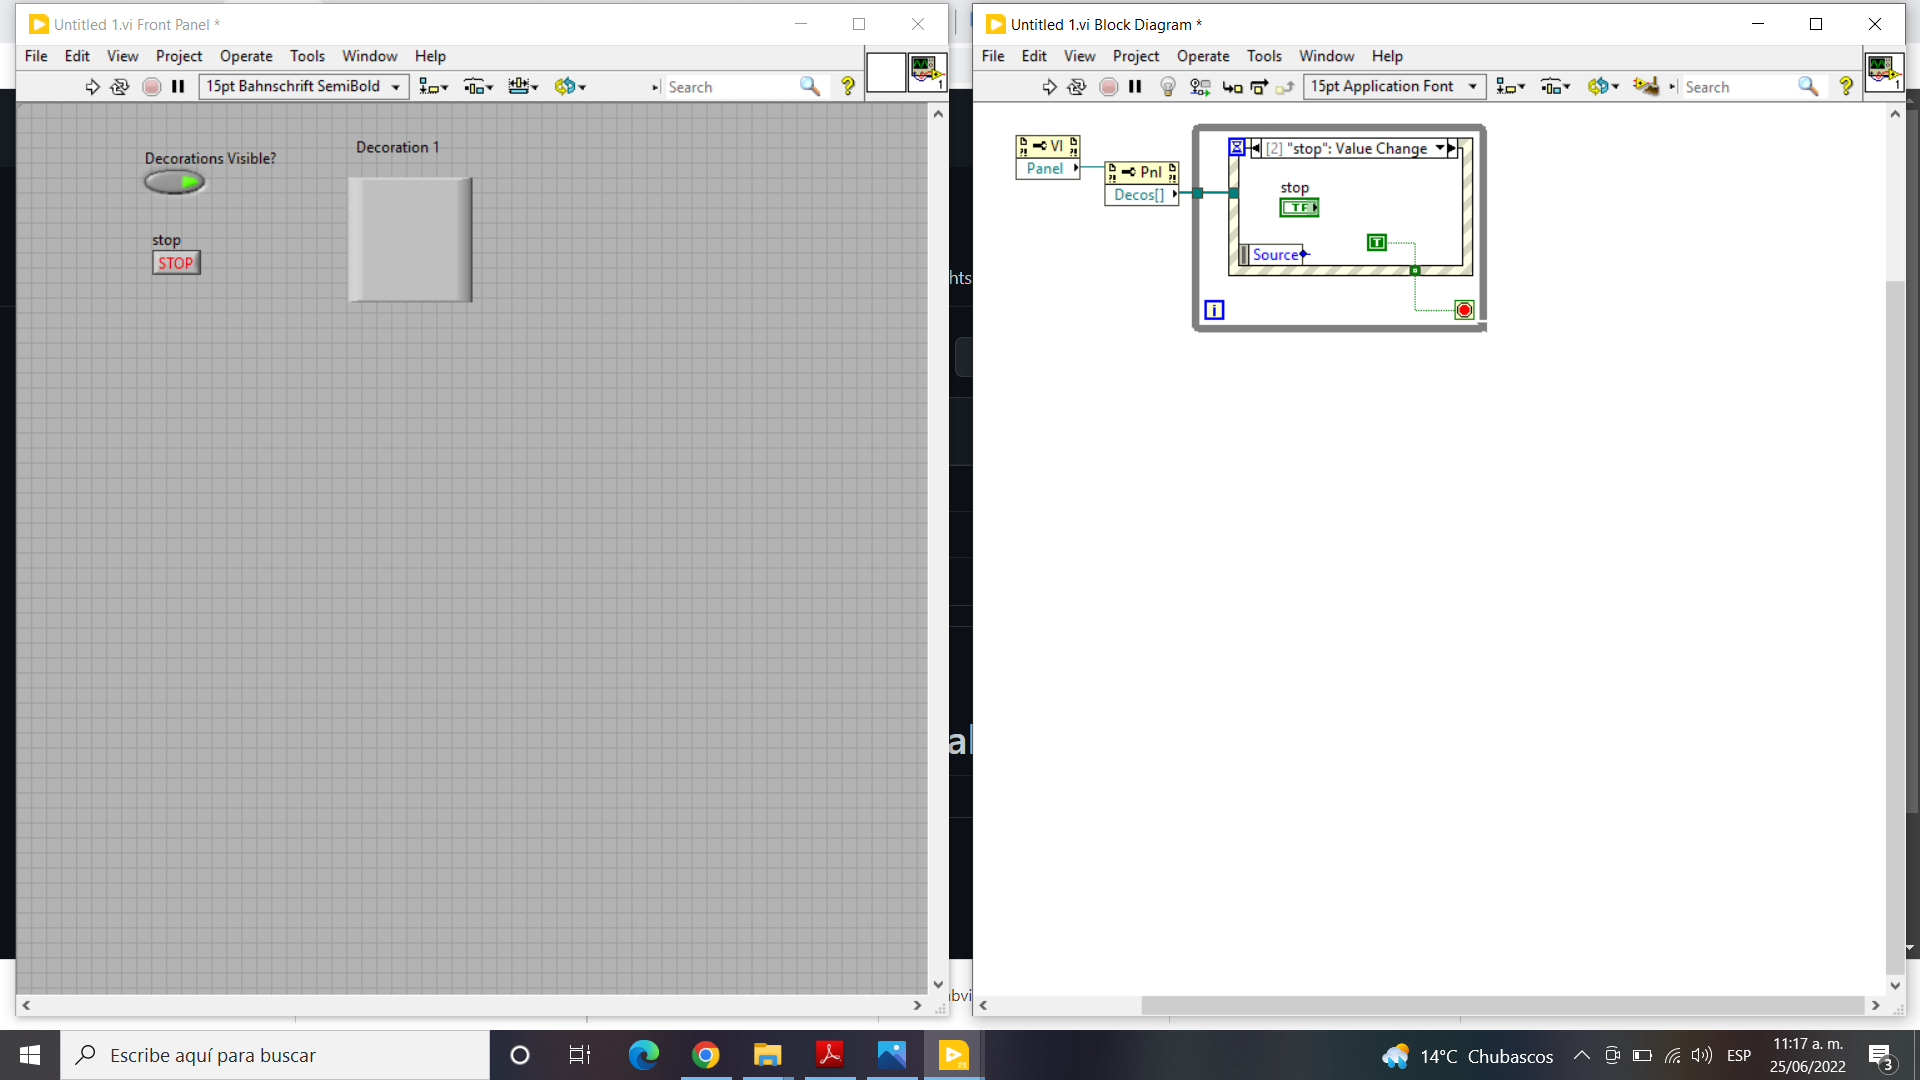 Untitled 1.vi Front Panel *
File Edit View Project Operate Tools Window Help
15pt Bahnschrift SemiBold
Search
1
Decorations Visible?
Decoration 1
stop
STOP
hts
al
bvi
Untitled 1.vi Block Diagram *
File Edit View Project Operate Tools Window Help
15pt Application Font
Search
1
VI
Panel
Pnl
Decos[]
[2] "stop": Value Change
stop
TF
T
Source
i
Escribe aquí para buscar
14°C Chubascos
ESP
11:17 a. m.
25/06/2022
3